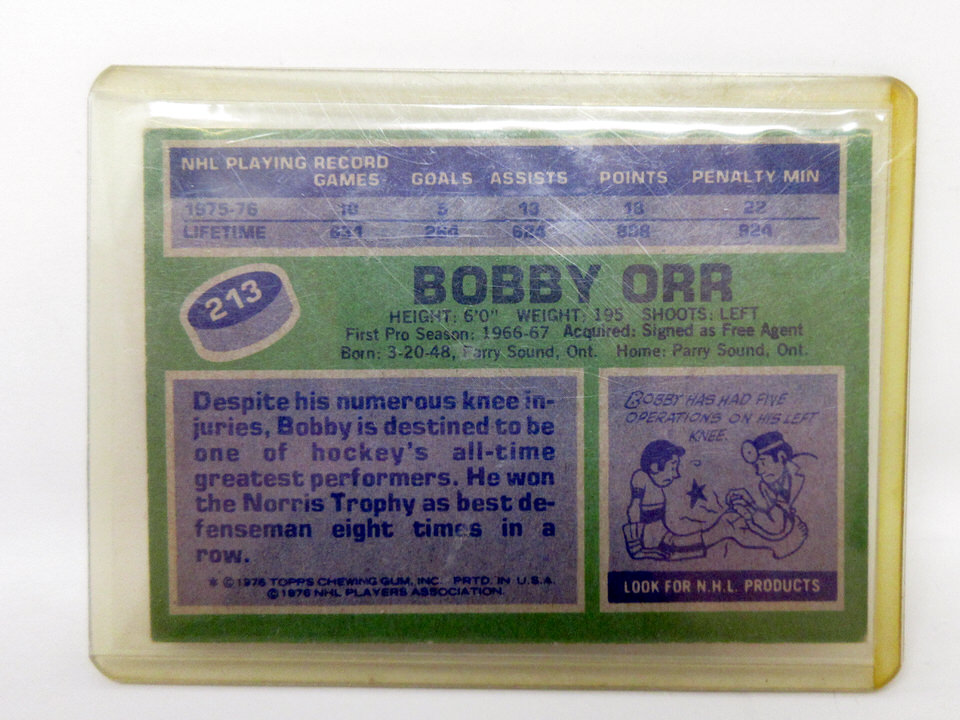 NHL PLAYING RECORD
GAMES GOALS ASSISTS POINTS PENALTY MIN
1975-76 10 5 13 18 22
LIFETIME 631 264 624 888 924
213
BOBBY ORR
HEIGHT: 6'0" WEIGHT: 195 SHOOTS: LEFT
First Pro Season: 1966-67 Acquired: Signed as Free Agent
Born: 3-20-48, Parry Sound, Ont. Home: Parry Sound, Ont.
Despite his numerous knee in-
juries, Bobby is destined to be
one of hockey's all-time
greatest performers. He won
the Norris Trophy as best de-
fenseman eight times in a
row.
* © 1976 TOPPS CHEWING GUM, INC. PRTD. IN U.S.A.
© 1976 NHL PLAYERS ASSOCIATION.
BOBBY HAS HAD FIVE
OPERATIONS ON HIS LEFT
KNEE.
LOOK FOR N.H.L. PRODUCTS